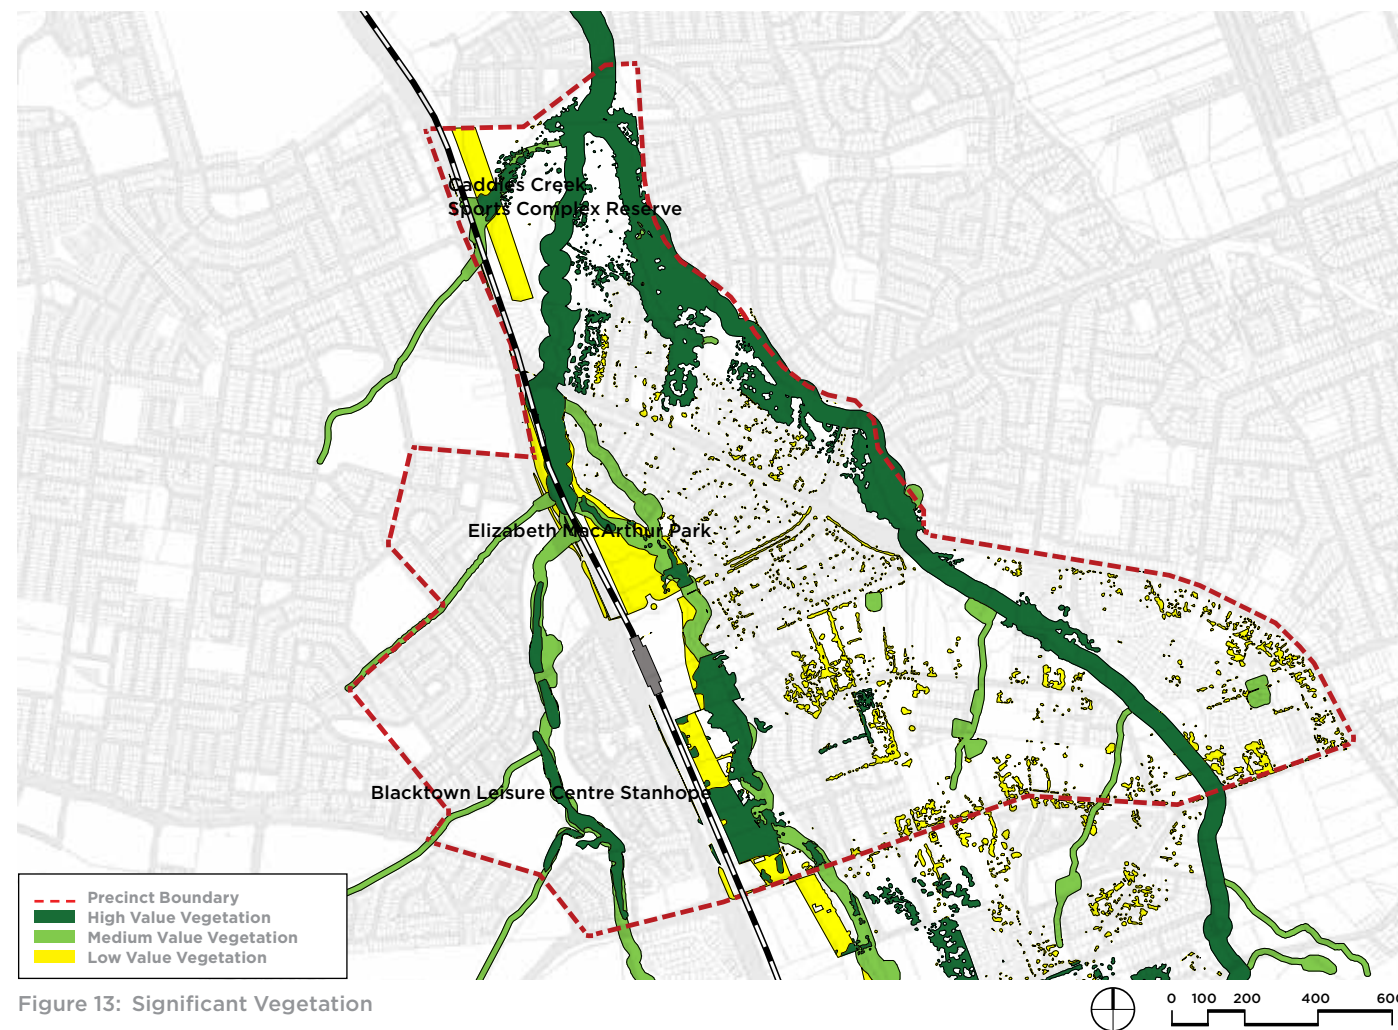 Caddies Creek
Sports Complex Reserve
Elizabeth MacArthur Park
Blacktown Leisure Centre Stanhope
Precinct Boundary
High Value Vegetation
Medium Value Vegetation
Low Value Vegetation
Figure 13: Significant Vegetation
0 100 200 400 600